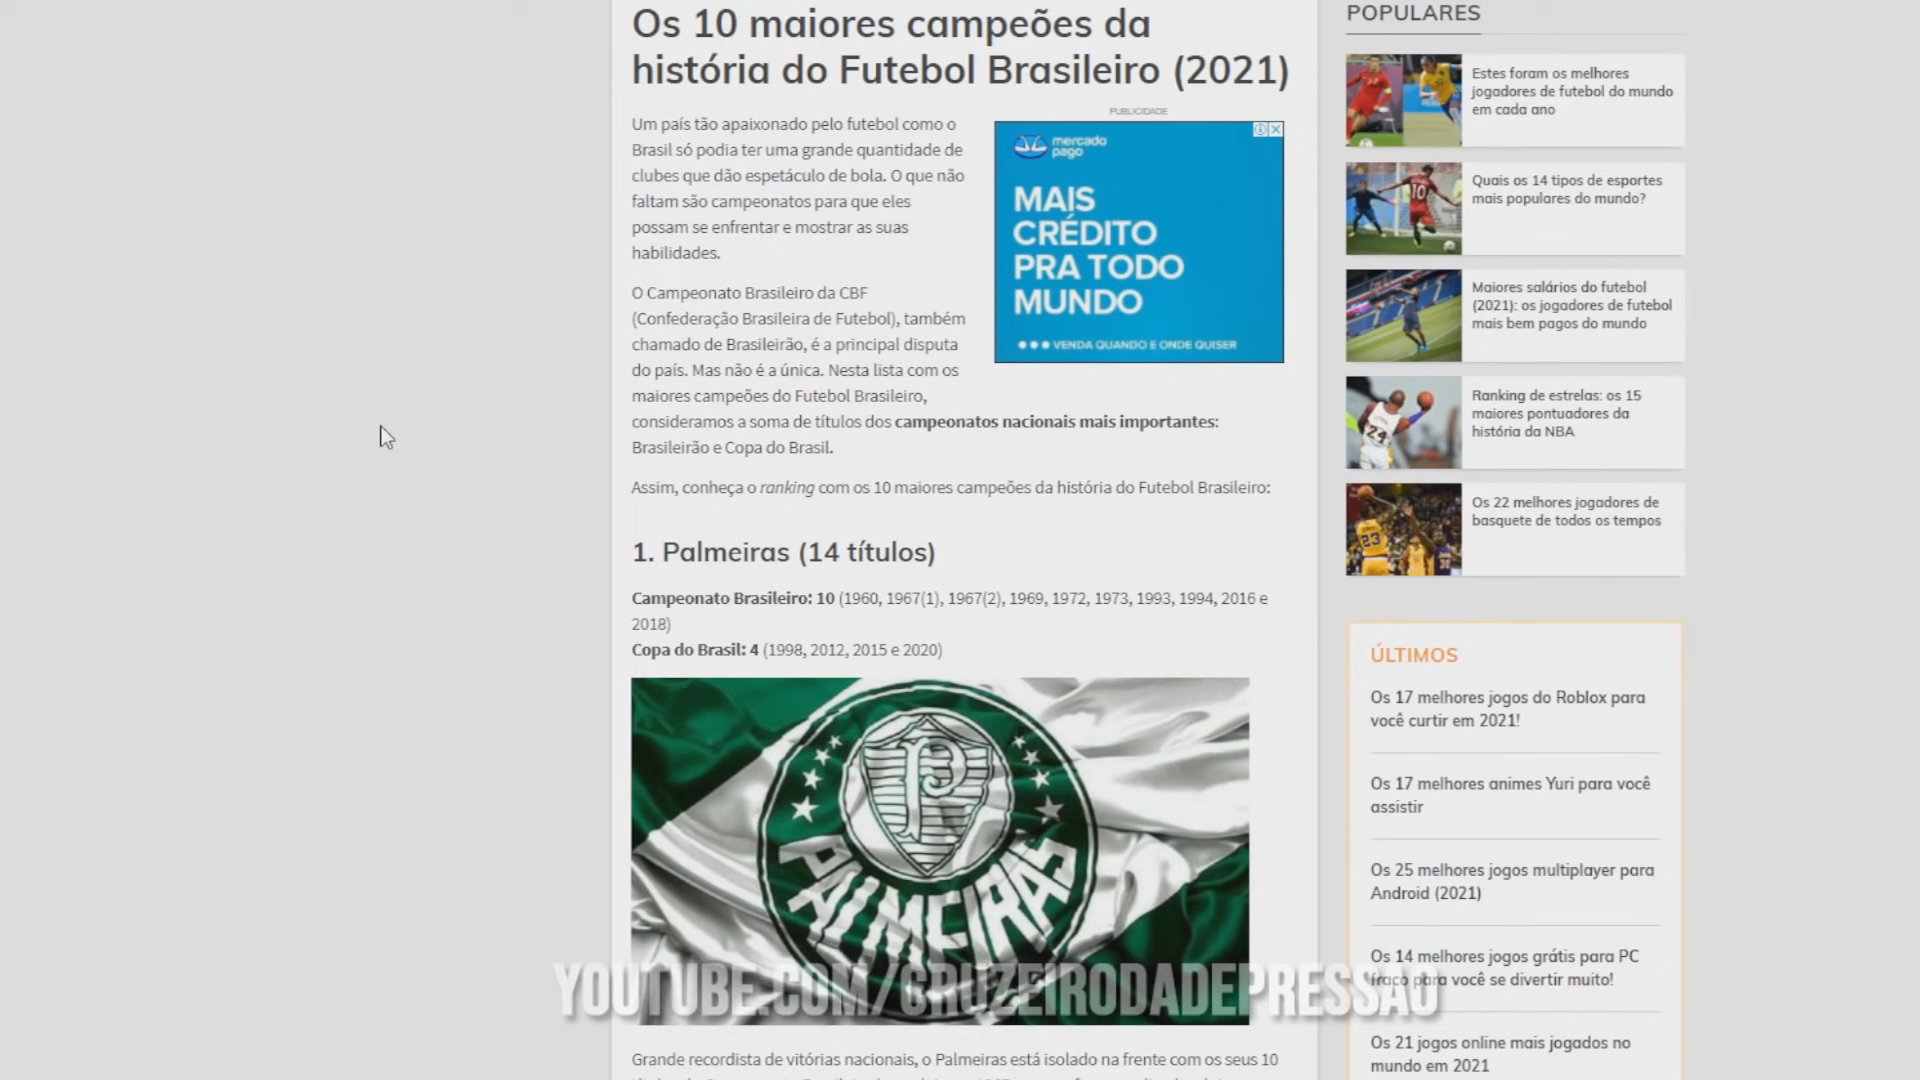 Os 10 maiores campeões da
história do Futebol Brasileiro (2021)
PUBLICIDADE
Um país tão apaixonado pelo futebol como o
Brasil só podia ter uma grande quantidade de
clubes que dão espetáculo de bola. O que não
faltam são campeonatos para que eles
possam se enfrentar e mostrar as suas
habilidades.
mercado
pago
MAIS
CRÉDITO
PRA TODO
MUNDO
VENDA QUANDO E ONDE QUISER
O Campeonato Brasileiro da CBF
(Confederação Brasileira de Futebol), também
chamado de Brasileirão, é a principal disputa
do país. Mas não é a única. Nesta lista com os
maiores campeões do Futebol Brasileiro,
consideramos a soma de títulos dos campeonatos nacionais mais importantes:
Brasileirão e Copa do Brasil.
Assim, conheça o ranking com os 10 maiores campeões da história do Futebol Brasileiro:
1. Palmeiras (14 títulos)
Campeonato Brasileiro: 10 (1960, 1967(1), 1967(2), 1969, 1972, 1973, 1993, 1994, 2016 e
2018)
Copa do Brasil: 4 (1998, 2012, 2015 e 2020)
P
PALMEIRAS
YOUTUBE.COM/CRUZEIRODADEPRESSAO
Grande recordista de vitórias nacionais, o Palmeiras está isolado na frente com os seus 10
POPULARES
Estes foram os melhores
jogadores de futebol do mundo
em cada ano
10
Quais os 14 tipos de esportes
mais populares do mundo?
Maiores salários do futebol
(2021): os jogadores de futebol
mais bem pagos do mundo
24
Ranking de estrelas: os 15
maiores pontuadores da
história da NBA
23
Os 22 melhores jogadores de
basquete de todos os tempos
ÚLTIMOS
Os 17 melhores jogos do Roblox para
você curtir em 2021!
Os 17 melhores animes Yuri para você
assistir
Os 25 melhores jogos multiplayer para
Android (2021)
Os 14 melhores jogos grátis para PC
fraco para você se divertir muito!
Os 21 jogos online mais jogados no
mundo em 2021